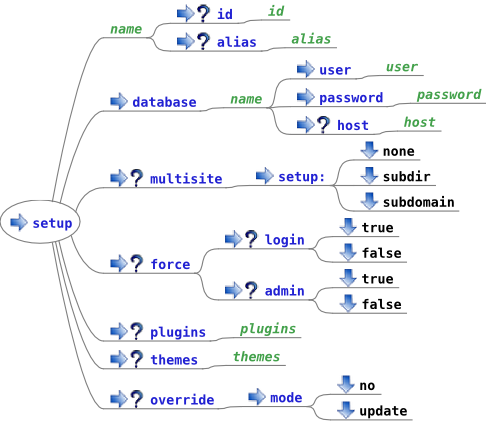 name
? id
id
? alias
alias
database
name
user
user
password
password
? host
host
? multisite
setup:
none
subdir
subdomain
setup
? force
? login
true
false
? admin
true
false
? plugins
plugins
? themes
themes
? override
mode
no
update